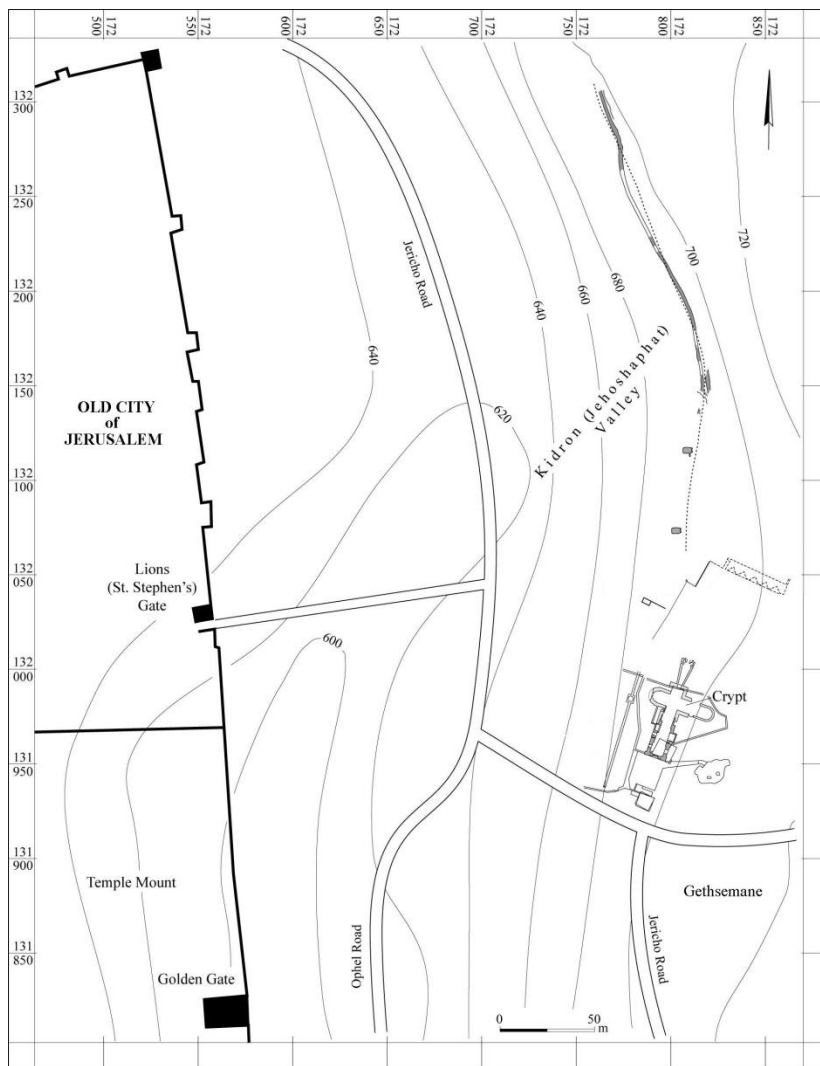 172
500
172
550
172
600
172
650
172
700
172
750
172
800
172
850
132
300
132
250
132
200
132
150
132
100
132
050
132
000
131
950
131
900
131
850
Jericho Road
640
620
600
640
660
680
700
720
Kidron (Jehoshaphat)
Valley
OLD CITY
of
JERUSALEM
Lions
(St. Stephen's)
Gate
Crypt
Temple Mount
Golden Gate
Ophel Road
Jericho Road
Gethsemane
0 50
m